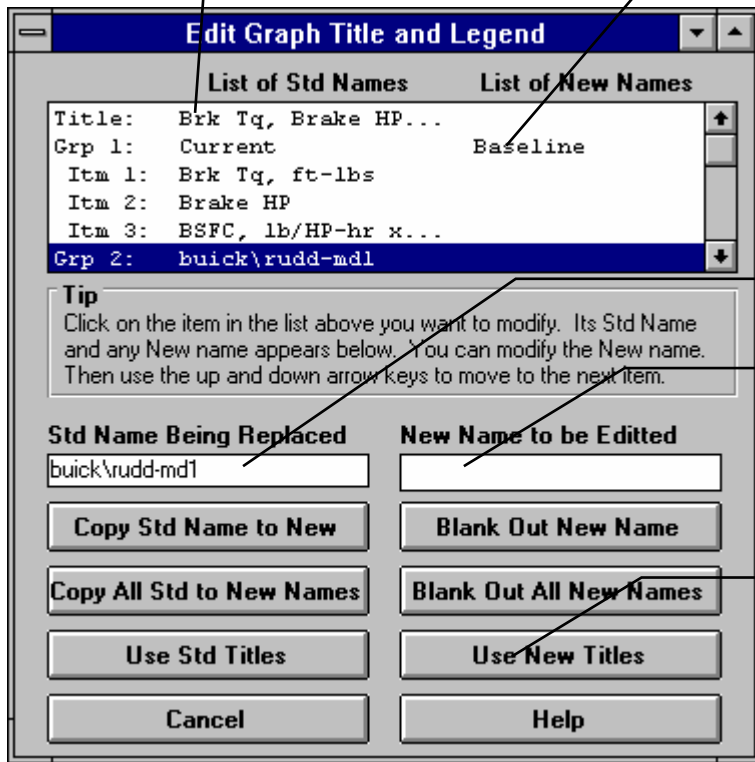 Edit Graph Title and Legend
List of Std Names List of New Names
Title: Brk Tq, Brake HP...
Grp 1: Current Baseline
Itm 1: Brk Tq, ft-lbs
Itm 2: Brake HP
Itm 3: BSFC, lb/HP-hr x...
Grp 2: buick\rudd-md1
Tip
Click on the item in the list above you want to modify. Its Std Name
and any New name appears below. You can modify the New name.
Then use the up and down arrow keys to move to the next item.
Std Name Being Replaced New Name to be Editted
buick\rudd-md1
Copy Std Name to New Blank Out New Name
Copy All Std to New Names Blank Out All New Names
Use Std Titles Use New Titles
Cancel Help